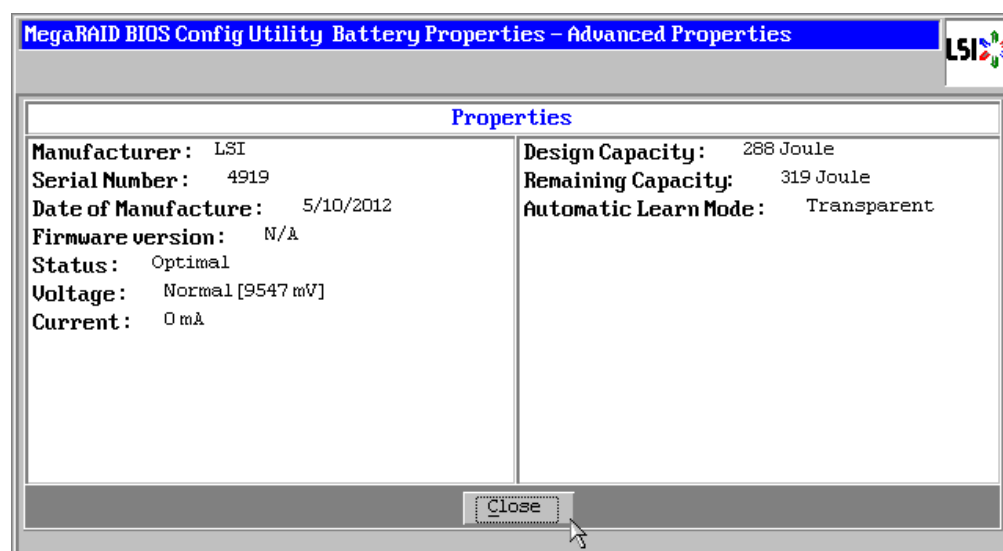 MegaRAID BIOS Config Utility Battery Properties - Advanced Properties
LSI
Properties
Manufacturer: LSI
Serial Number: 4919
Date of Manufacture: 5/10/2012
Firmware version: N/A
Status: Optimal
Voltage: Normal [9547 mV]
Current: 0 mA
Design Capacity: 288 Joule
Remaining Capacity: 319 Joule
Automatic Learn Mode: Transparent
Close